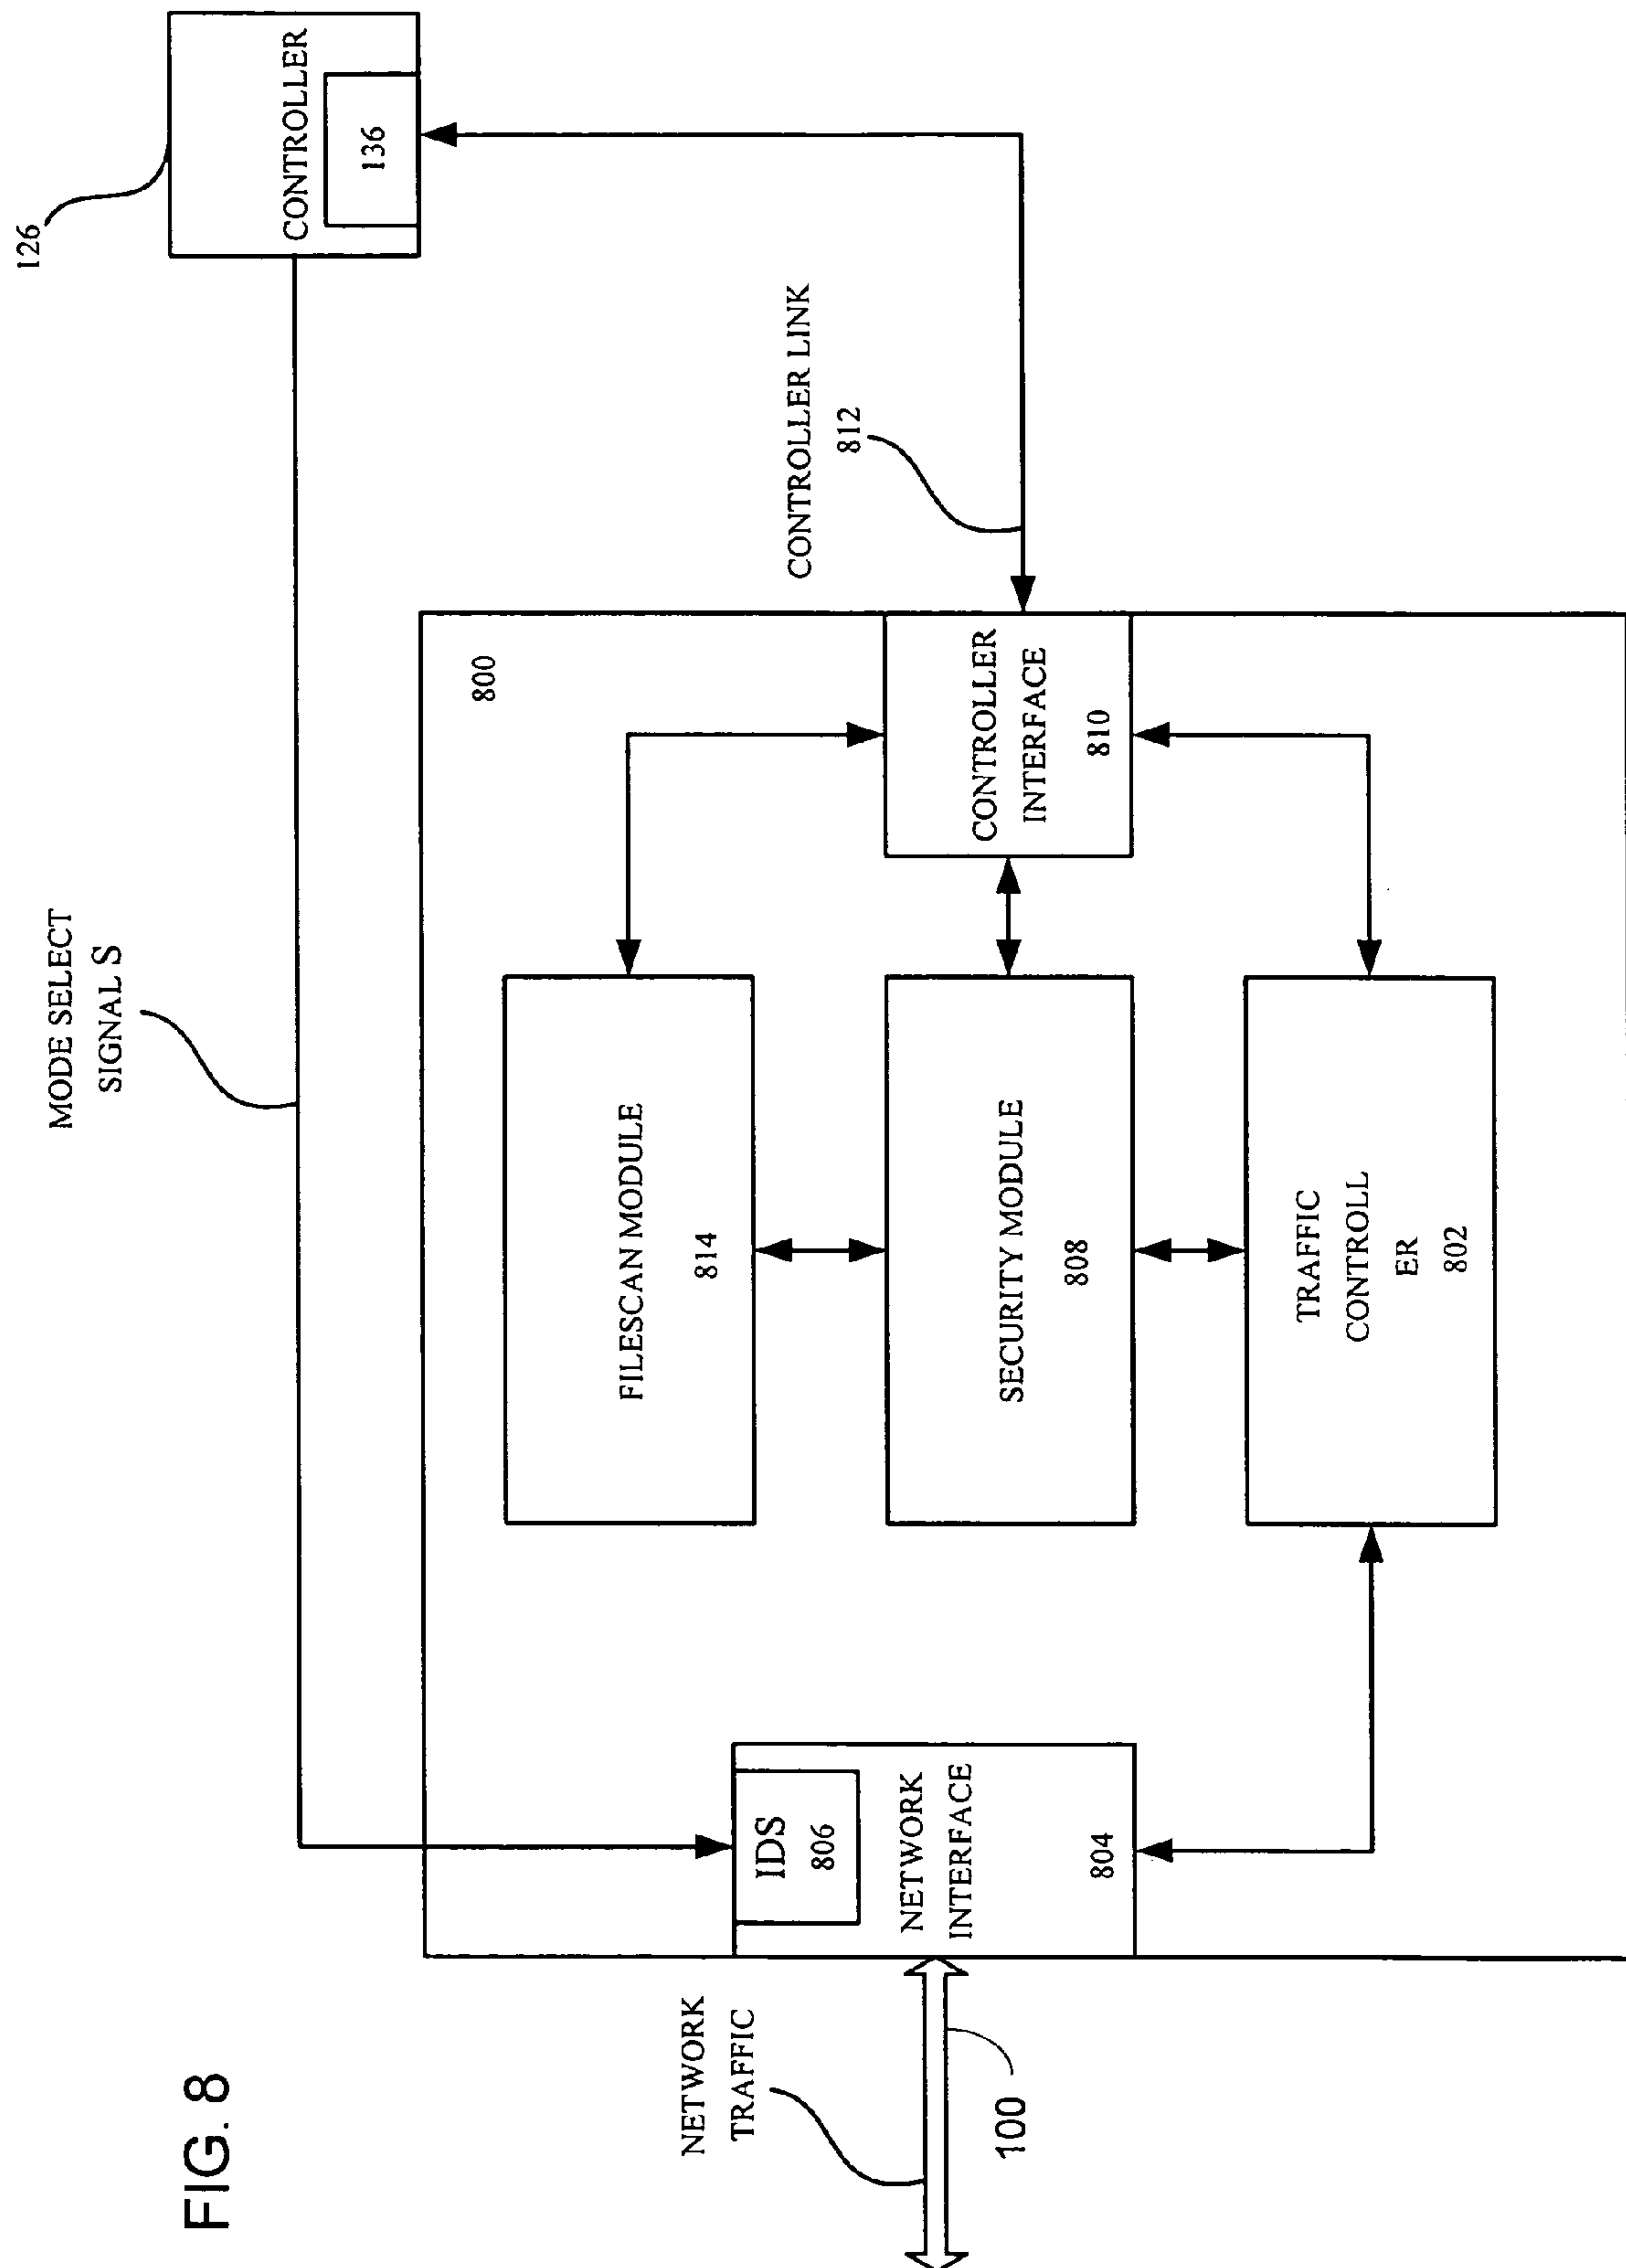 FIG. 8
MODE SELECT
SIGNAL S
126
CONTROLLER
136
800
CONTROLLER LINK
812
FILESCAN MODULE
814
IDS
806
NETWORK
INTERFACE
804
SECURITY MODULE
808
CONTROLLER
INTERFACE
810
NETWORK
TRAFFIC
100
TRAFFIC
CONTROLL
ER
802